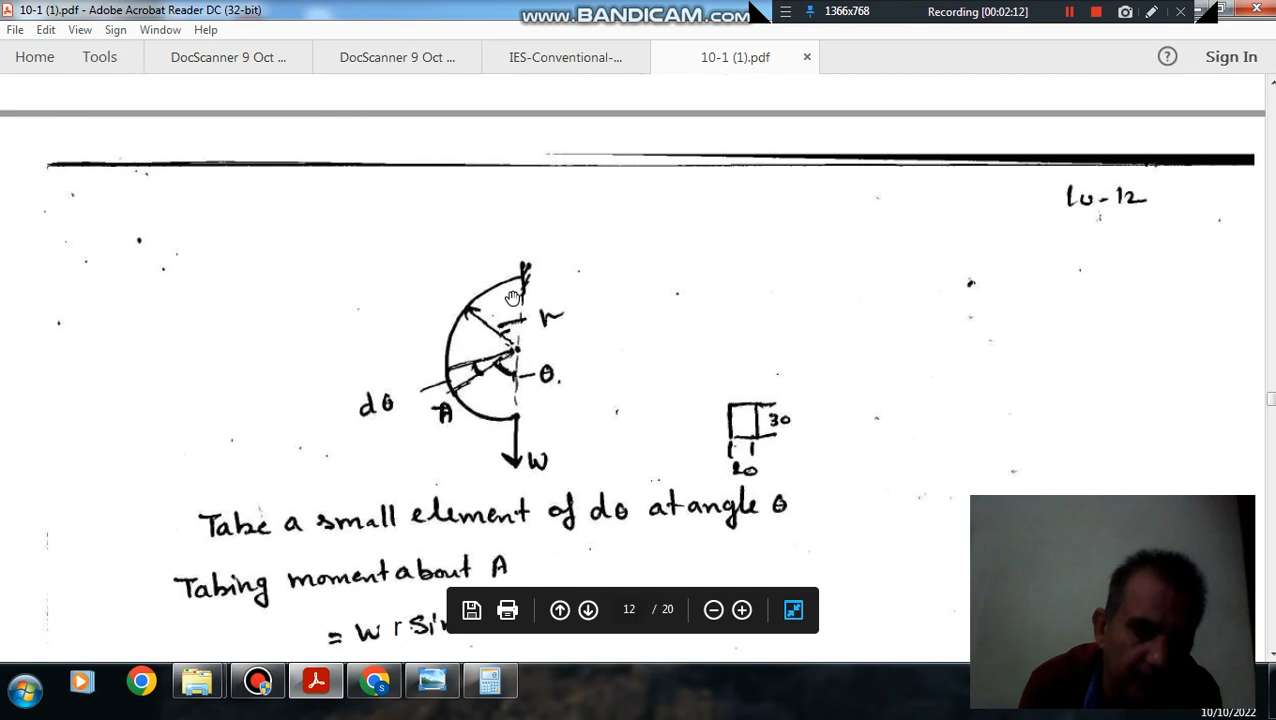 10-1 (1).pdf - Adobe Acrobat Reader DC (32-bit)
www.BANDICAM.com
1366x768
Recording [00:02:12]
File Edit View Sign Window Help
Home Tools DocScanner 9 Oct ... DocScanner 9 Oct ... IES-Conventional-... 10-1 (1).pdf × Sign In
10-12
r
θ.
dθ
A
W
30
20
Take a small element of dθ at angle θ
Taking moment about A
= W r Sin
12 / 20
10/10/2022